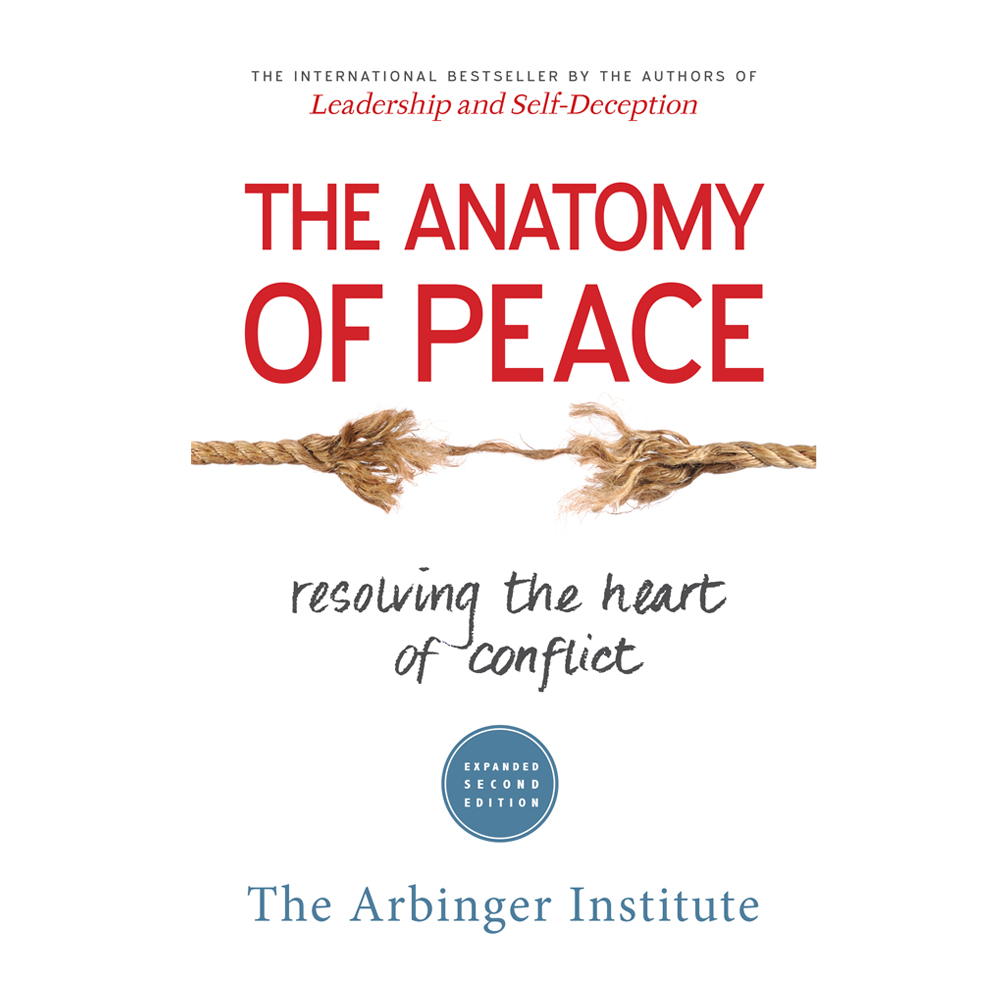 THE INTERNATIONAL BESTSELLER BY THE AUTHORS OF
Leadership and Self-Deception
THE ANATOMY
OF PEACE
resolving the heart
of conflict
EXPANDED
SECOND
EDITION
The Arbinger Institute